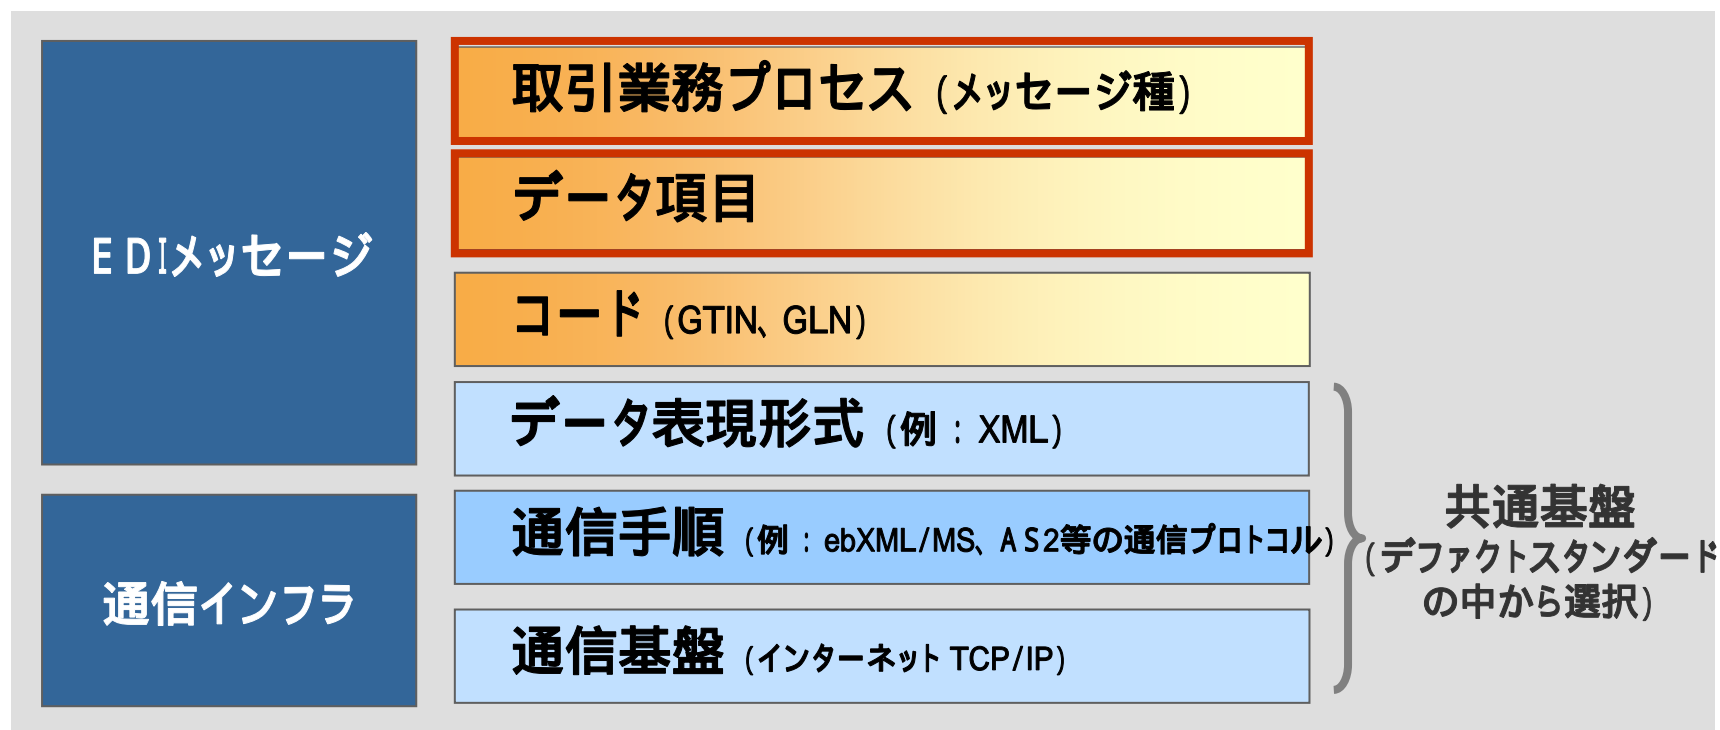 EDIメッセージ
取引業務プロセス（メッセージ種）
データ項目
コード（GTIN、GLN）
データ表現形式（例：XML）
通信インフラ
通信手順（例：ebXML/MS、AS2等の通信プロトコル）
通信基盤（インターネット TCP/IP）
共通基盤
（デファクトスタンダード
の中から選択）